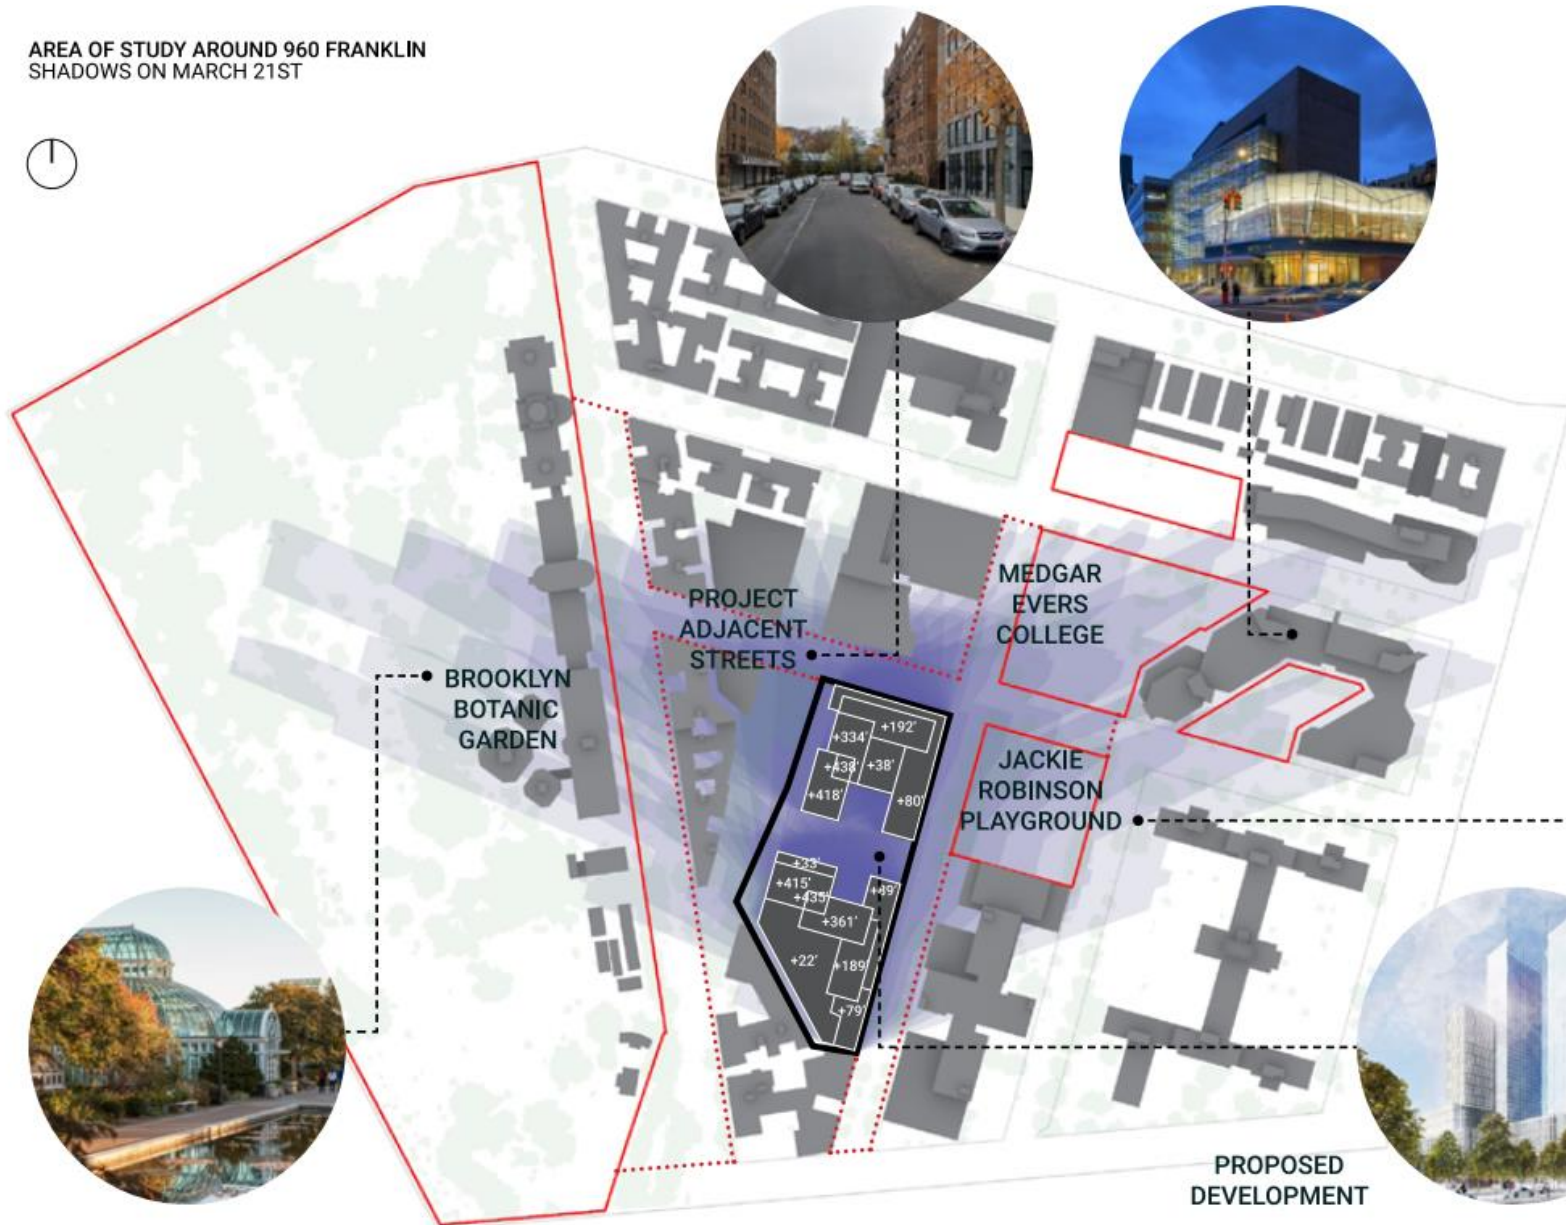 AREA OF STUDY AROUND 960 FRANKLIN
SHADOWS ON MARCH 21ST
PROJECT
ADJACENT
STREETS
MEDGAR
EVERS
COLLEGE
BROOKLYN
BOTANIC
GARDEN
JACKIE
ROBINSON
PLAYGROUND
+192'
+334'
+438'
+38'
+418'
+80'
+33'
+415'
+435'
+361'
+22'
+189'
+79'
PROPOSED
DEVELOPMENT